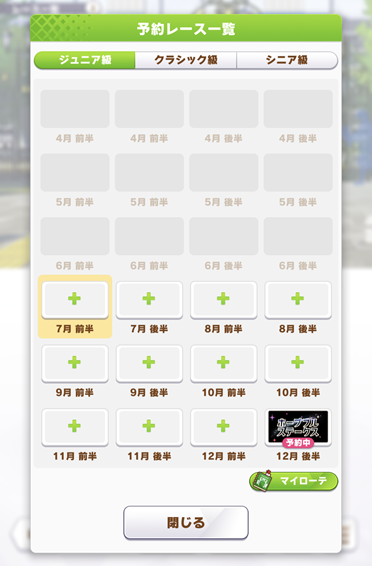 予約レース一覧
ジュニア級 クラシック級 シニア級
4月 前半 4月 前半 4月 後半 4月 後半
5月 前半 5月 前半 5月 後半 5月 後半
6月 前半 6月 前半 6月 後半 6月 後半
7月 前半 7月 後半 8月 前半 8月 後半
9月 前半 9月 後半 10月 前半 10月 後半
ホープフル
ステークス
予約中
11月 前半 11月 後半 12月 前半 12月 後半
マイローテ
閉じる